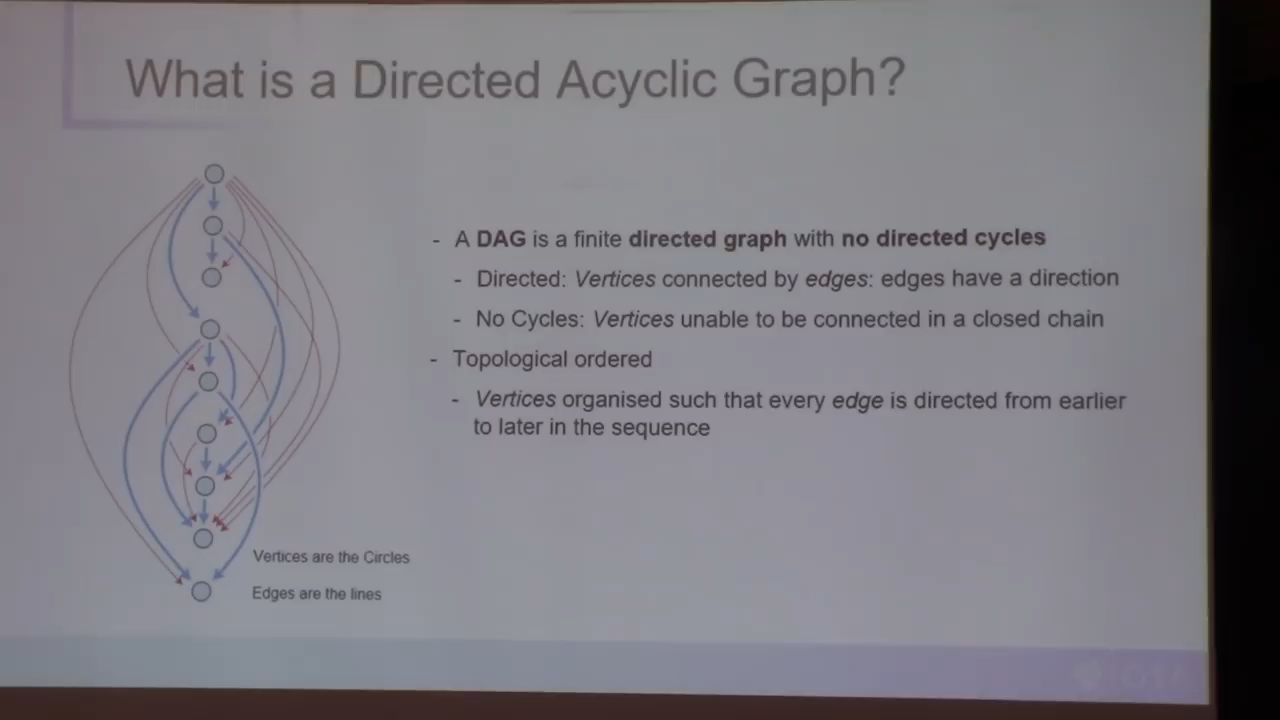 What is a Directed Acyclic Graph?
- A DAG is a finite directed graph with no directed cycles
- Directed: Vertices connected by edges: edges have a direction
- No Cycles: Vertices unable to be connected in a closed chain
- Topological ordered
- Vertices organised such that every edge is directed from earlier
to later in the sequence
Vertices are the Circles
Edges are the lines